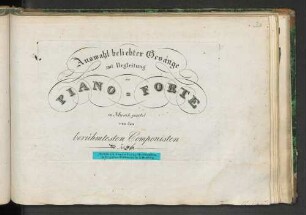 Auswahl beliebter Gesänge
mit Begleitung
des
PIANO = FORTE
in Musik gesetzt
von den
berühmtesten Componisten